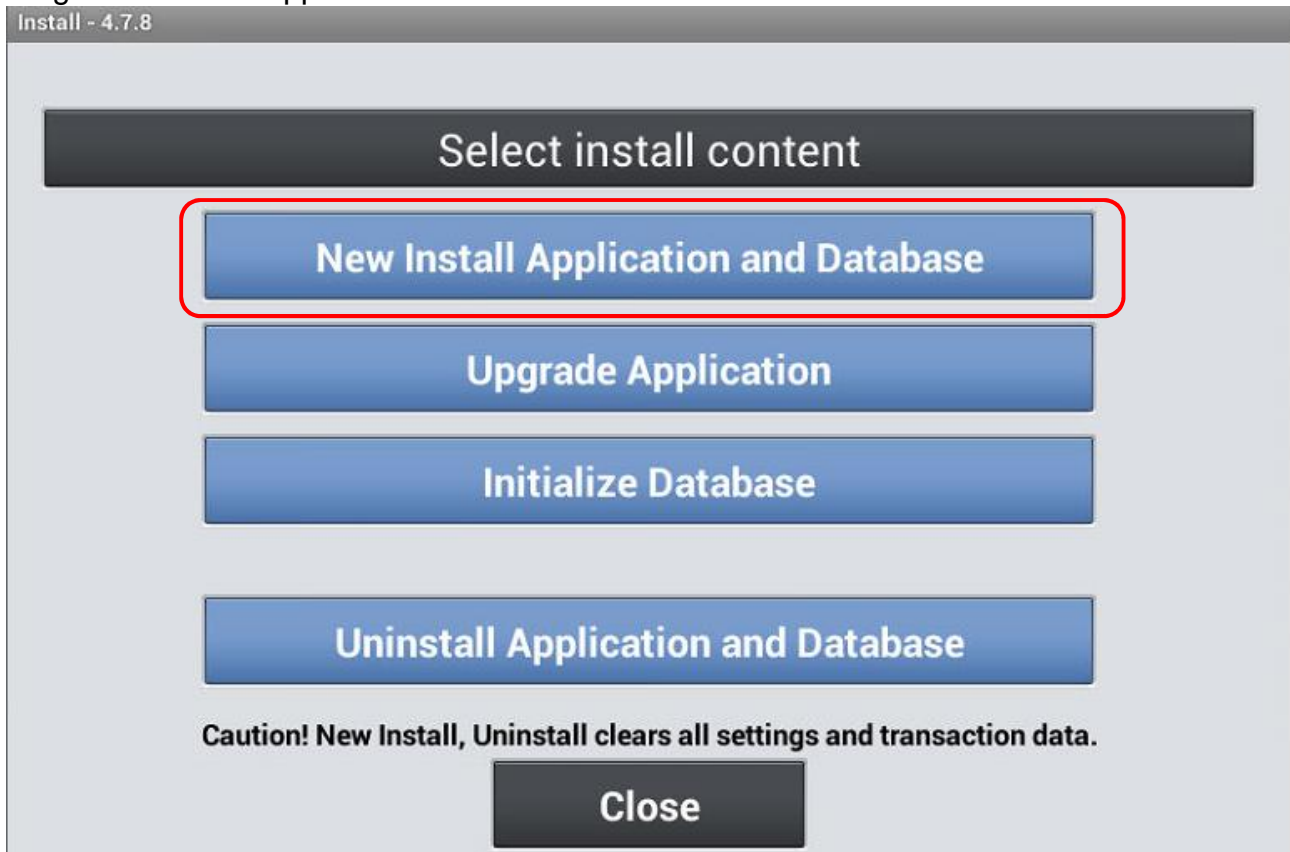 Install - 4.7.8
Select install content
New Install Application and Database
Upgrade Application
Initialize Database
Uninstall Application and Database
Caution! New Install, Uninstall clears all settings and transaction data.
Close